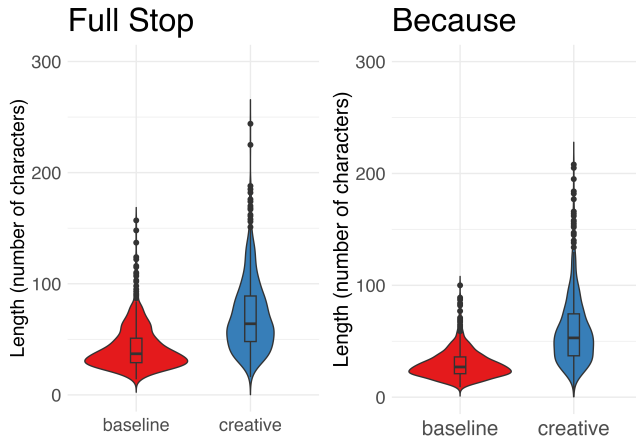 Full Stop
Length (number of characters)
300
200
100
0
baseline
creative
Because
Length (number of characters)
300
200
100
0
baseline
creative